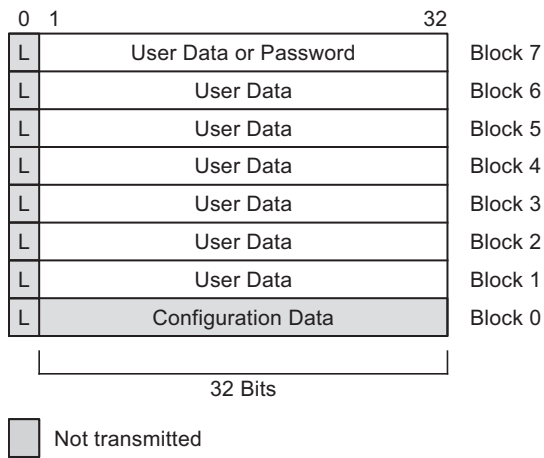 0 1 32
L User Data or Password Block 7
L User Data Block 6
L User Data Block 5
L User Data Block 4
L User Data Block 3
L User Data Block 2
L User Data Block 1
L Configuration Data Block 0
32 Bits
Not transmitted